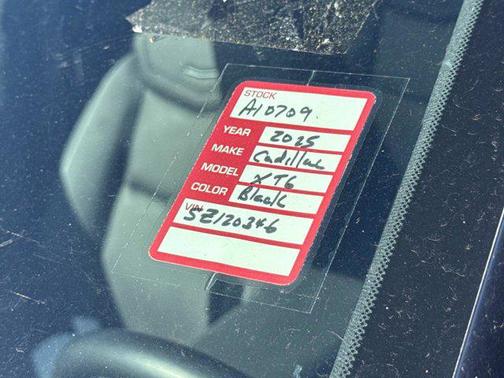 STOCK
A10709
YEAR 2025
MAKE Cadillac
MODEL XT6
COLOR Black
VIN
SZ120346